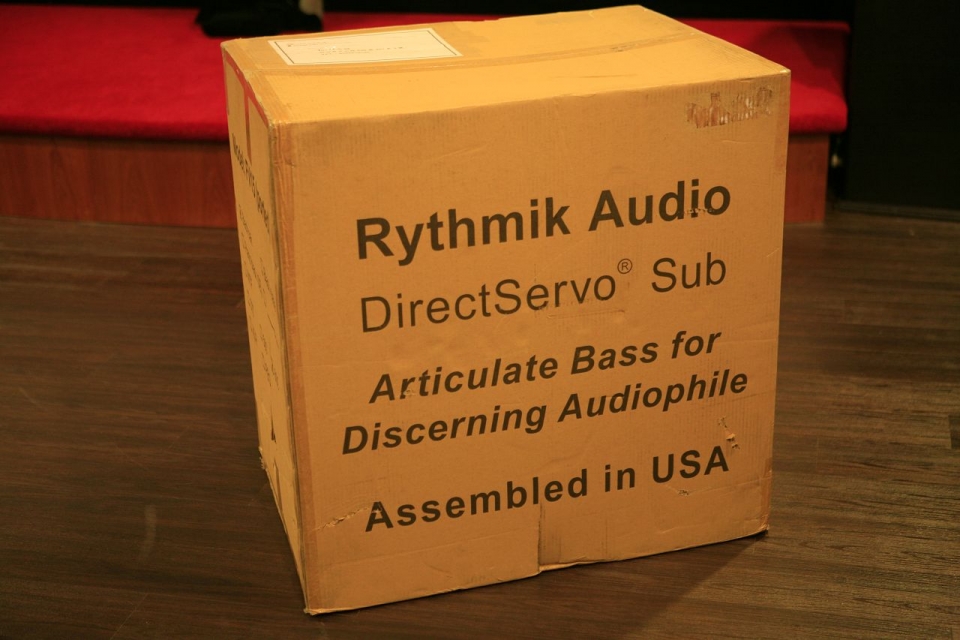 Rythmik Audio
DirectServo® Sub
Articulate Bass for
Discerning Audiophile
Assembled in USA